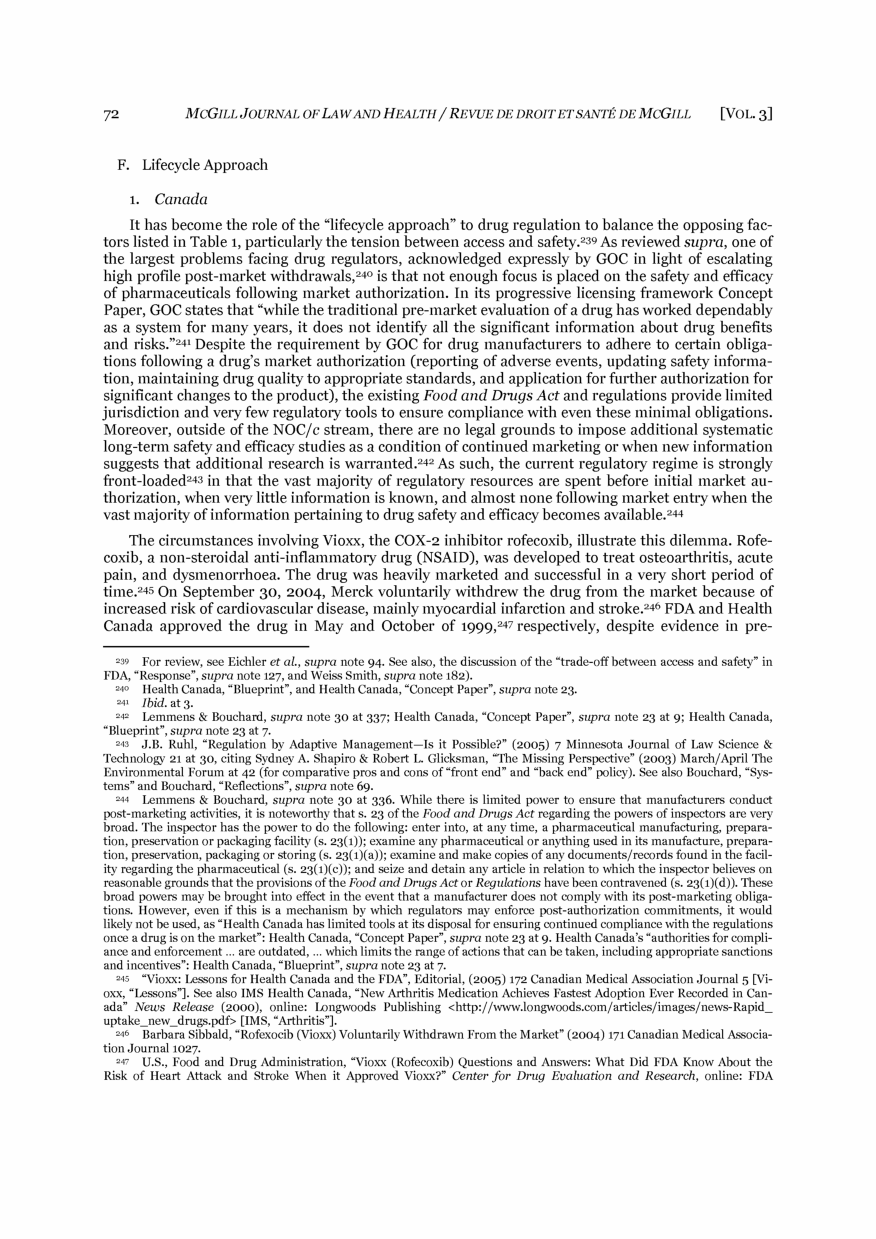 72 MCGILL JOURNAL OF LAW AND HEALTH / REVUE DE DROIT ET SANTÉ DE MCGILL [VOL. 3]
F. Lifecycle Approach
1. Canada
It has become the role of the “lifecycle approach” to drug regulation to balance the opposing fac-
tors listed in Table 1, particularly the tension between access and safety.239 As reviewed supra, one of
the largest problems facing drug regulators, acknowledged expressly by GOC in light of escalating
high profile post-market withdrawals,240 is that not enough focus is placed on the safety and efficacy
of pharmaceuticals following market authorization. In its progressive licensing framework Concept
Paper, GOC states that “while the traditional pre-market evaluation of a drug has worked dependably
as a system for many years, it does not identify all the significant information about drug benefits
and risks.”241 Despite the requirement by GOC for drug manufacturers to adhere to certain obliga-
tions following a drug’s market authorization (reporting of adverse events, updating safety informa-
tion, maintaining drug quality to appropriate standards, and application for further authorization for
significant changes to the product), the existing Food and Drugs Act and regulations provide limited
jurisdiction and very few regulatory tools to ensure compliance with even these minimal obligations.
Moreover, outside of the NOC/c stream, there are no legal grounds to impose additional systematic
long-term safety and efficacy studies as a condition of continued marketing or when new information
suggests that additional research is warranted.242 As such, the current regulatory regime is strongly
front-loaded243 in that the vast majority of regulatory resources are spent before initial market au-
thorization, when very little information is known, and almost none following market entry when the
vast majority of information pertaining to drug safety and efficacy becomes available.244
The circumstances involving Vioxx, the COX-2 inhibitor rofecoxib, illustrate this dilemma. Rofe-
coxib, a non-steroidal anti-inflammatory drug (NSAID), was developed to treat osteoarthritis, acute
pain, and dysmenorrhoea. The drug was heavily marketed and successful in a very short period of
time.245 On September 30, 2004, Merck voluntarily withdrew the drug from the market because of
increased risk of cardiovascular disease, mainly myocardial infarction and stroke.246 FDA and Health
Canada approved the drug in May and October of 1999,247 respectively, despite evidence in pre-
239 For review, see Eichler et al., supra note 94. See also, the discussion of the “trade-off between access and safety” in
FDA, “Response”, supra note 127, and Weiss Smith, supra note 182).
240 Health Canada, “Blueprint”, and Health Canada, “Concept Paper”, supra note 23.
241 Ibid. at 3.
242 Lemmens & Bouchard, supra note 30 at 337; Health Canada, “Concept Paper”, supra note 23 at 9; Health Canada,
“Blueprint”, supra note 23 at 7.
243 J.B. Ruhl, “Regulation by Adaptive Management—Is it Possible?” (2005) 7 Minnesota Journal of Law Science &
Technology 21 at 30, citing Sydney A. Shapiro & Robert L. Glicksman, “The Missing Perspective” (2003) March/April The
Environmental Forum at 42 (for comparative pros and cons of “front end” and “back end” policy). See also Bouchard, “Sys-
tems” and Bouchard, “Reflections”, supra note 69.
244 Lemmens & Bouchard, supra note 30 at 336. While there is limited power to ensure that manufacturers conduct
post-marketing activities, it is noteworthy that s. 23 of the Food and Drugs Act regarding the powers of inspectors are very
broad. The inspector has the power to do the following: enter into, at any time, a pharmaceutical manufacturing, prepara-
tion, preservation or packaging facility (s. 23(1)); examine any pharmaceutical or anything used in its manufacture, prepara-
tion, preservation, packaging or storing (s. 23(1)(a)); examine and make copies of any documents/records found in the facil-
ity regarding the pharmaceutical (s. 23(1)(c)); and seize and detain any article in relation to which the inspector believes on
reasonable grounds that the provisions of the Food and Drugs Act or Regulations have been contravened (s. 23(1)(d)). These
broad powers may be brought into effect in the event that a manufacturer does not comply with its post-marketing obliga-
tions. However, even if this is a mechanism by which regulators may enforce post-authorization commitments, it would
likely not be used, as “Health Canada has limited tools at its disposal for ensuring continued compliance with the regulations
once a drug is on the market”: Health Canada, “Concept Paper”, supra note 23 at 9. Health Canada’s “authorities for compli-
ance and enforcement … are outdated, … which limits the range of actions that can be taken, including appropriate sanctions
and incentives”: Health Canada, “Blueprint”, supra note 23 at 7.
245 “Vioxx: Lessons for Health Canada and the FDA”, Editorial, (2005) 172 Canadian Medical Association Journal 5 [Vi-
oxx, “Lessons”]. See also IMS Health Canada, “New Arthritis Medication Achieves Fastest Adoption Ever Recorded in Can-
ada” News Release (2000), online: Longwoods Publishing <http://www.longwoods.com/articles/images/news-Rapid_
uptake_new_drugs.pdf> [IMS, “Arthritis”].
246 Barbara Sibbald, “Rofexocib (Vioxx) Voluntarily Withdrawn From the Market” (2004) 171 Canadian Medical Associa-
tion Journal 1027.
247 U.S., Food and Drug Administration, “Vioxx (Rofecoxib) Questions and Answers: What Did FDA Know About the
Risk of Heart Attack and Stroke When it Approved Vioxx?” Center for Drug Evaluation and Research, online: FDA